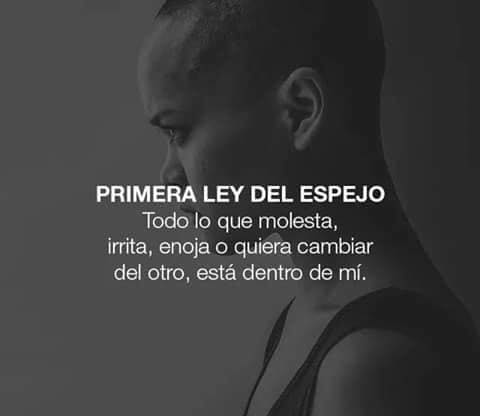 PRIMERA LEY DEL ESPEJO
Todo lo que molesta,
irrita, enoja o quiera cambiar
del otro, está dentro de mí.